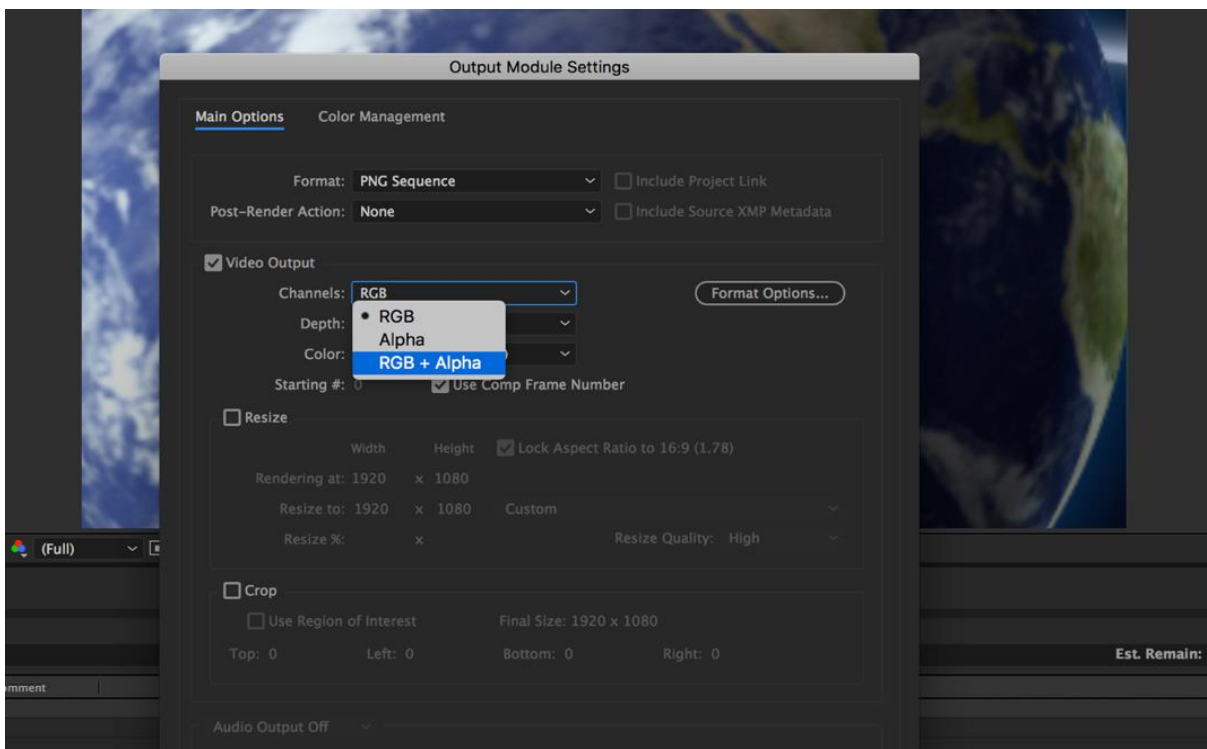 Output Module Settings
Main Options Color Management
Format: PNG Sequence Include Project Link
Post-Render Action: None Include Source XMP Metadata
Video Output
Channels: RGB Format Options...
RGB
Depth:
Alpha
Color:
RGB + Alpha
Starting #: 0 Use Comp Frame Number
Resize
Width Height Lock Aspect Ratio to 16:9 (1.78)
Rendering at: 1920 x 1080
Resize to: 1920 x 1080 Custom
(Full)
Resize %: x Resize Quality: High
Crop
Use Region of Interest Final Size: 1920 x 1080
Top: 0 Left: 0 Bottom: 0 Right: 0
Est. Remain:
Audio Output Off